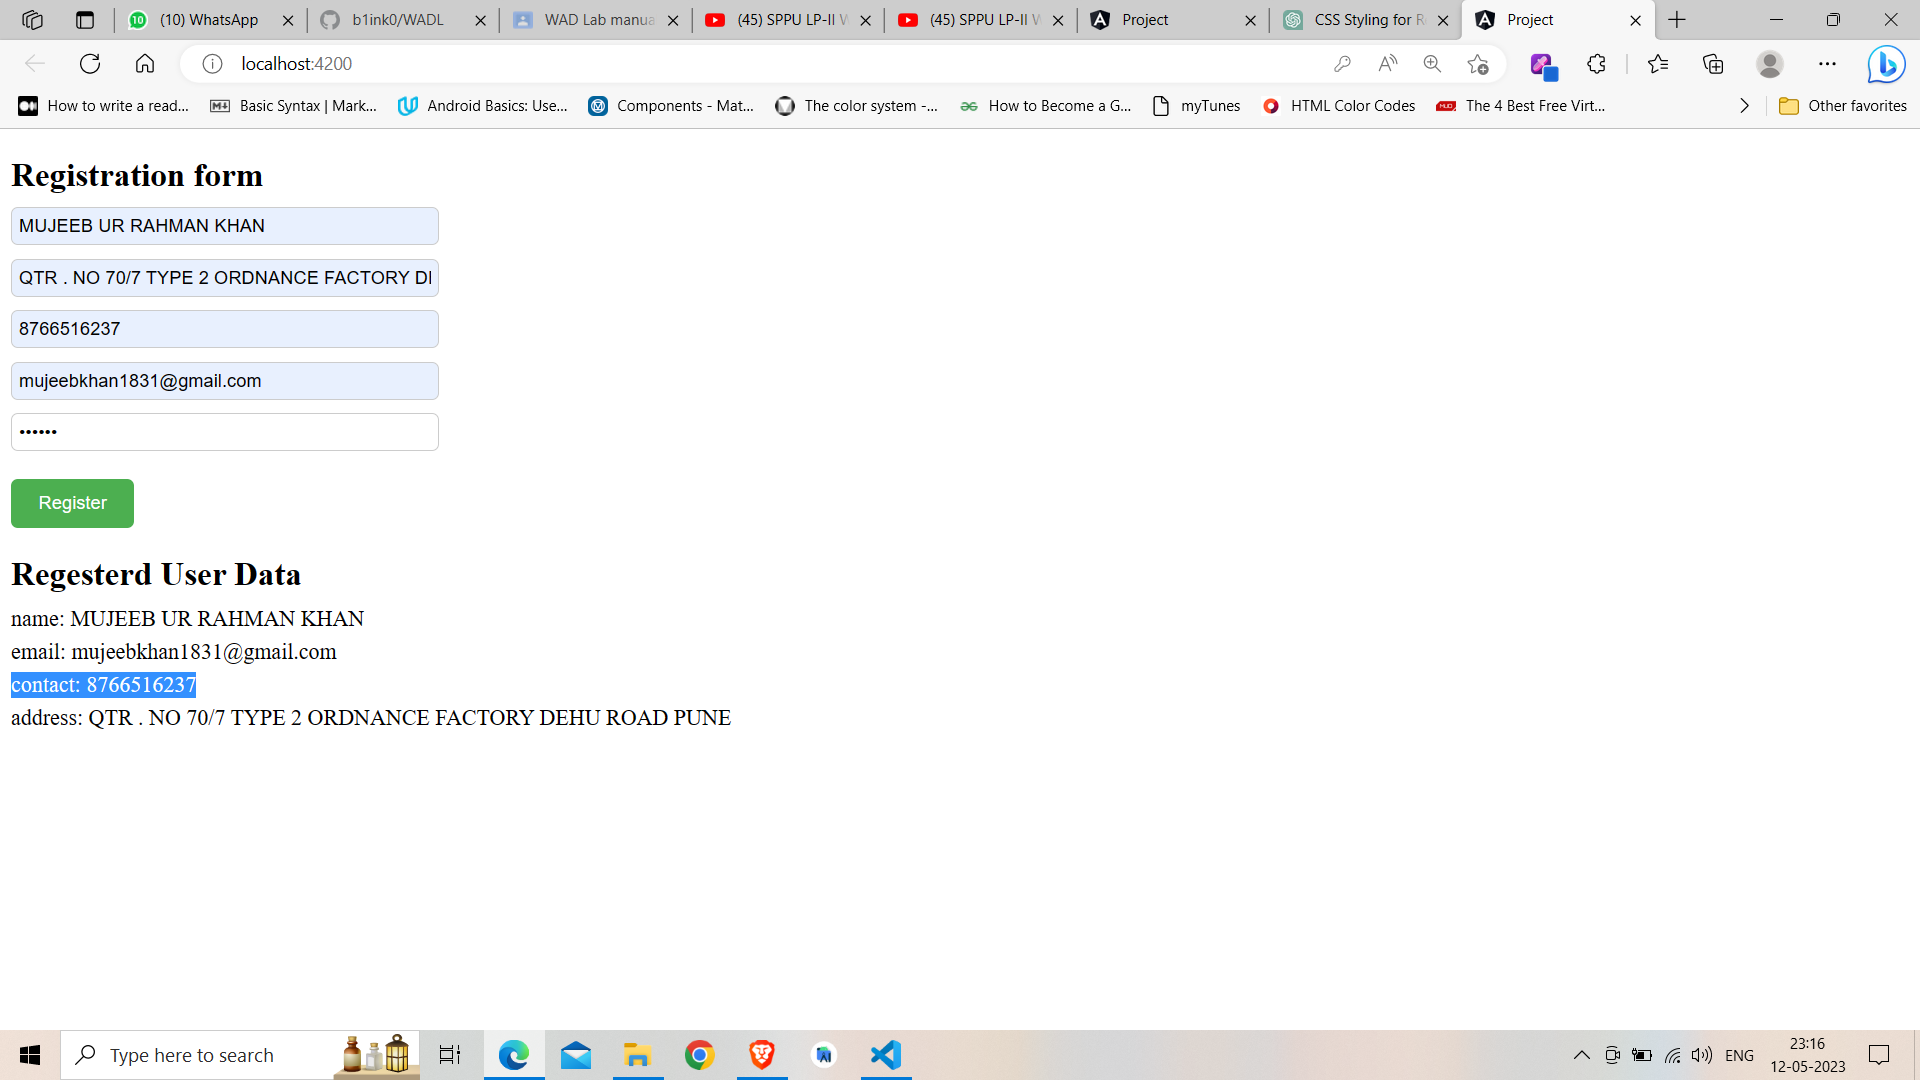 (10) WhatsApp
b1ink0/WADL
WAD Lab manua
(45) SPPU LP-II W
(45) SPPU LP-II W
Project
CSS Styling for R
Project
localhost:4200
How to write a read...
Basic Syntax | Mark...
Android Basics: Use...
Components - Mat...
The color system -...
How to Become a G...
myTunes
HTML Color Codes
The 4 Best Free Virt...
Other favorites
Registration form
MUJEEB UR RAHMAN KHAN
QTR . NO 70/7 TYPE 2 ORDNANCE FACTORY
8766516237
mujeebkhan1831@gmail.com
••••••
Register
Regesterd User Data
name: MUJEEB UR RAHMAN KHAN
email: mujeebkhan1831@gmail.com
contact: 8766516237
address: QTR . NO 70/7 TYPE 2 ORDNANCE FACTORY DEHU ROAD PUNE
Type here to search
ENG
23:16
12-05-2023